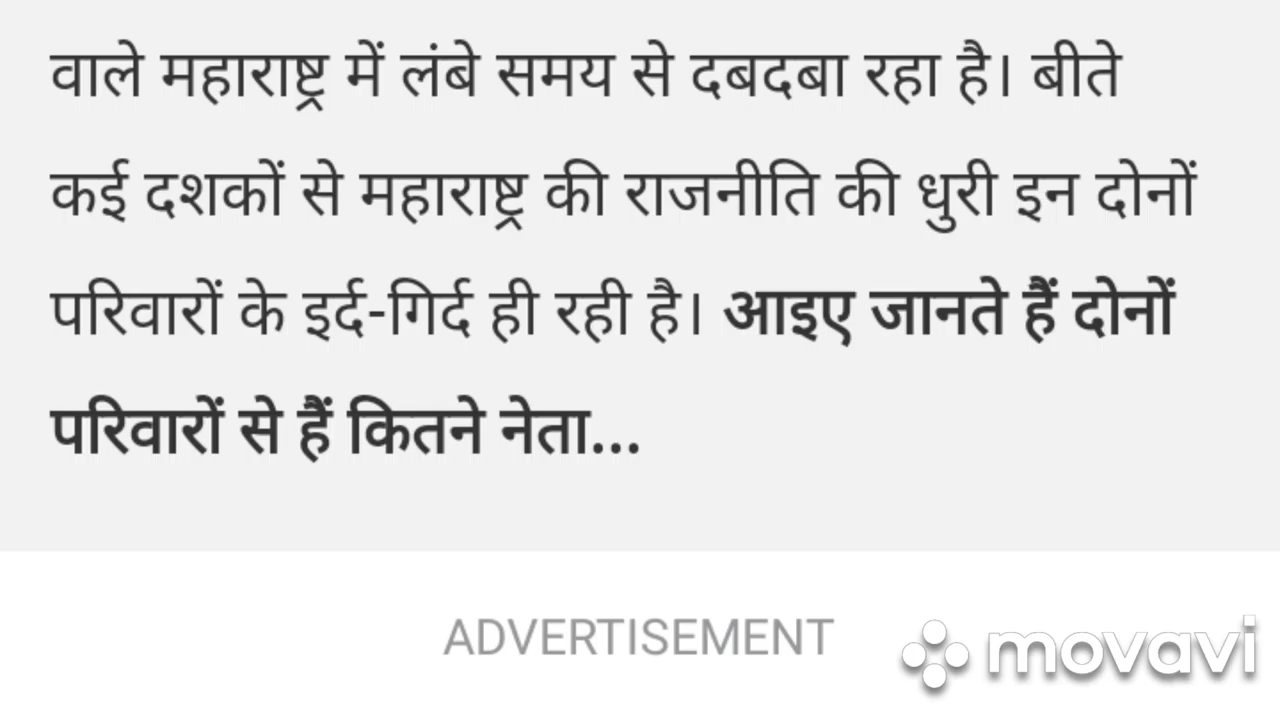 वाले महाराष्ट्र में लंबे समय से दबदबा रहा है। बीते
कई दशकों से महाराष्ट्र की राजनीति की धुरी इन दोनों
परिवारों के इर्द-गिर्द ही रही है। आइए जानते हैं दोनों
परिवारों से हैं कितने नेता...
ADVERTISEMENT
movavi